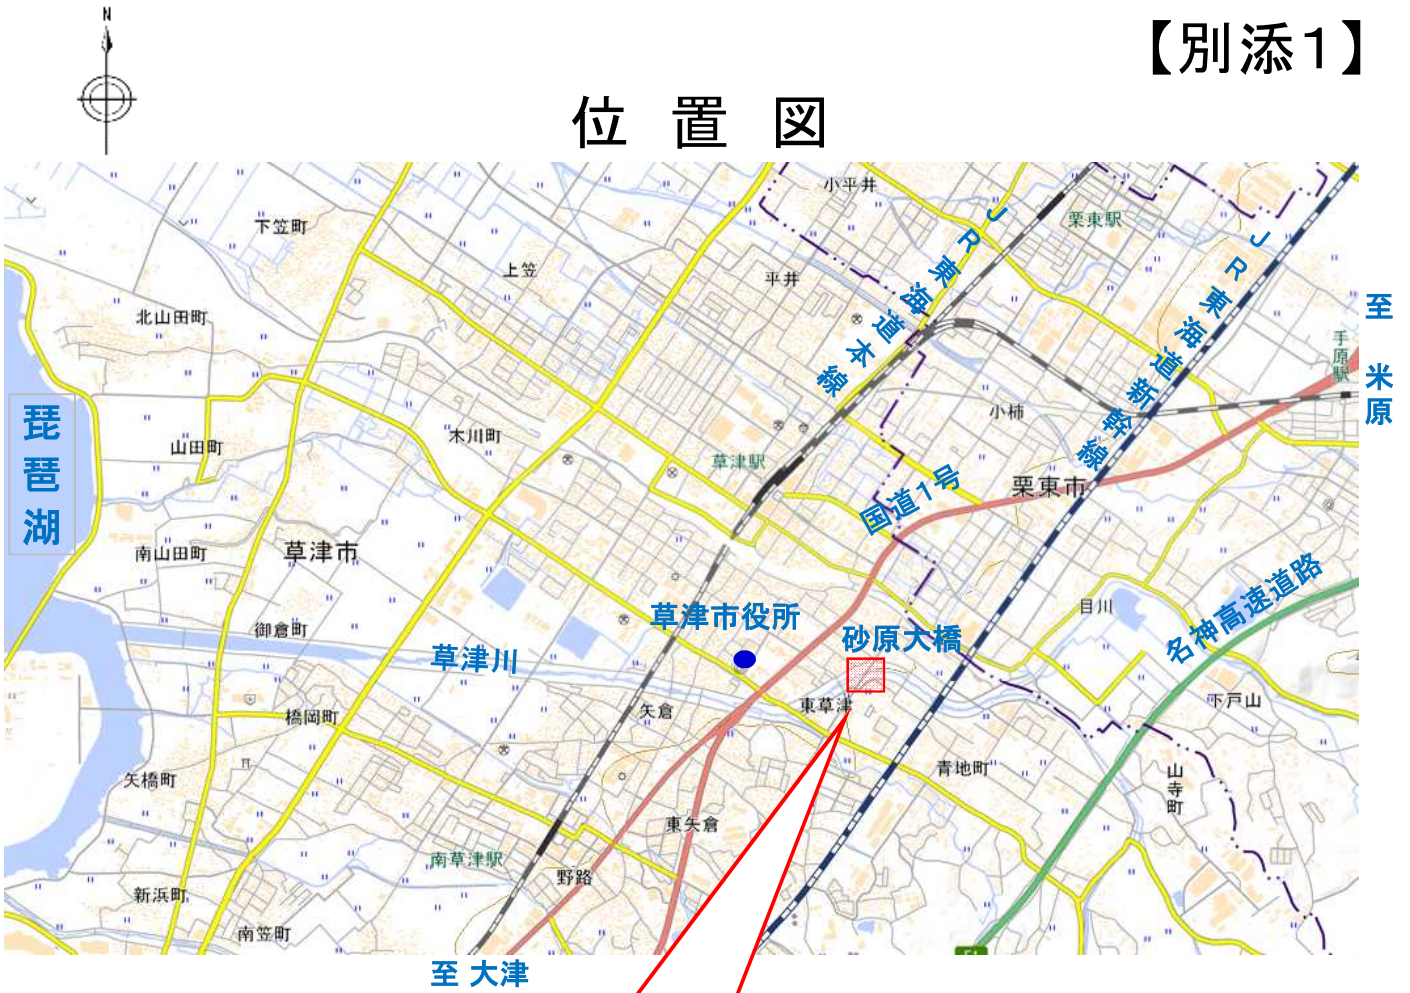 N
【別添1】
位 置 図
小平井
栗東駅
下笠町
上笠
平井
北山田町
JR東海道本線
JR東海道新幹線
至 米原
手原駅
琵琶湖
山田町
木川町
草津駅
小柿
国道1号
栗東市
南山田町
草津市
目川
名神高速道路
御倉町
草津川
草津市役所
砂原大橋
橋岡町
矢倉
東草津
下戸山
矢橋町
青地町
山寺町
東矢倉
南草津駅
野路
新浜町
南笠町
至 大津